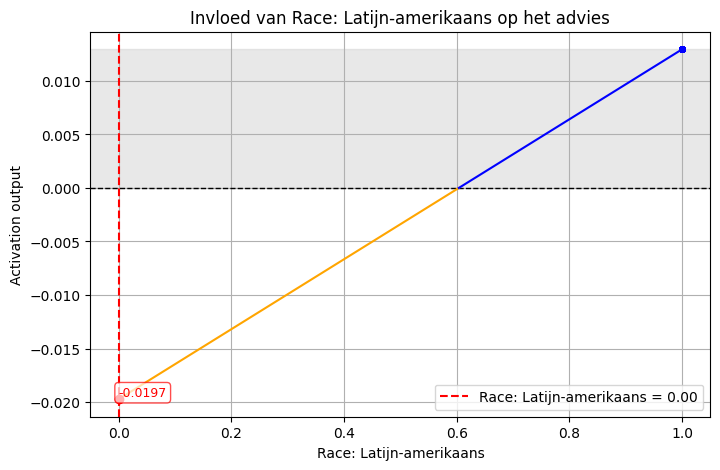 Invloed van Race: Latijn-amerikaans op het advies
Activation output
0.010
0.005
0.000
−0.005
−0.010
−0.015
−0.020
-0.0197
Race: Latijn-amerikaans = 0.00
0.0 0.2 0.4 0.6 0.8 1.0
Race: Latijn-amerikaans